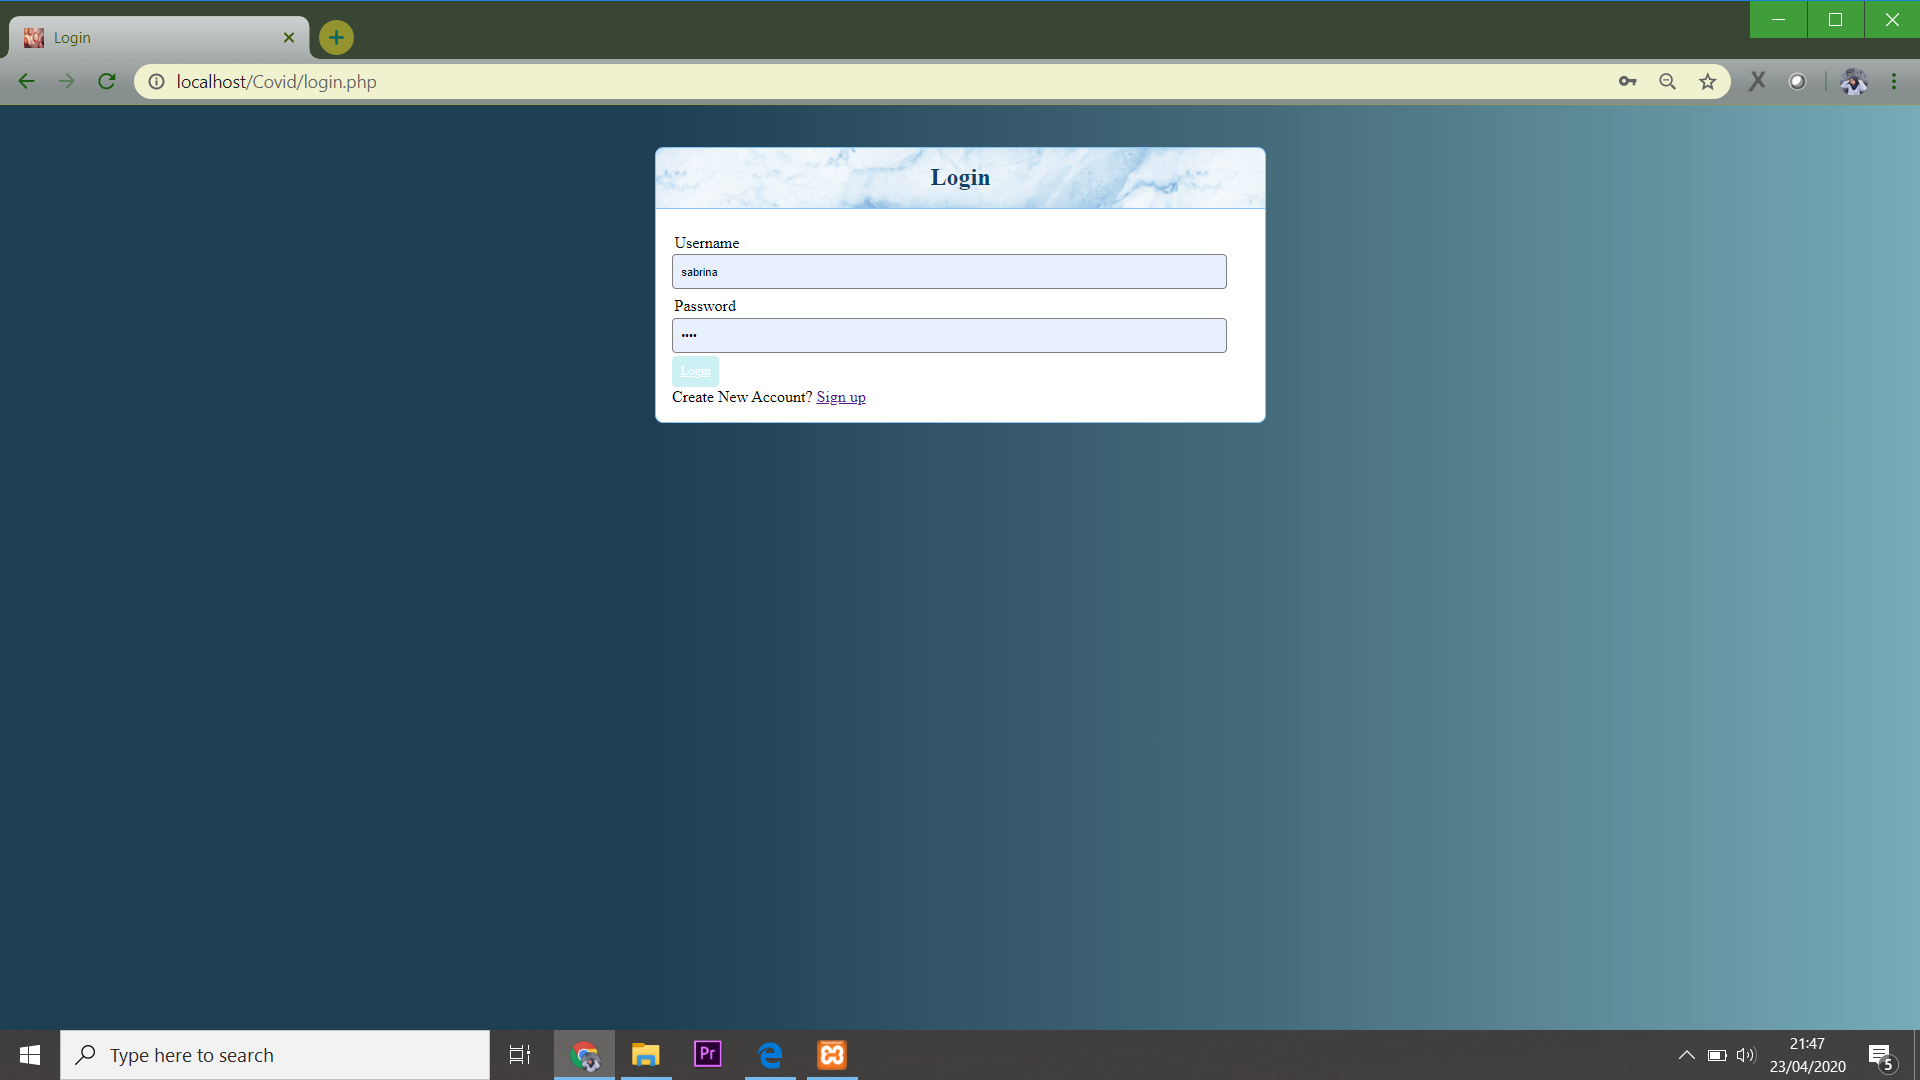 Login
localhost/Covid/login.php
Login
Username
sabrina
Password
••••
Login
Create New Account? Sign up
Type here to search
Pr
21:47
23/04/2020
5